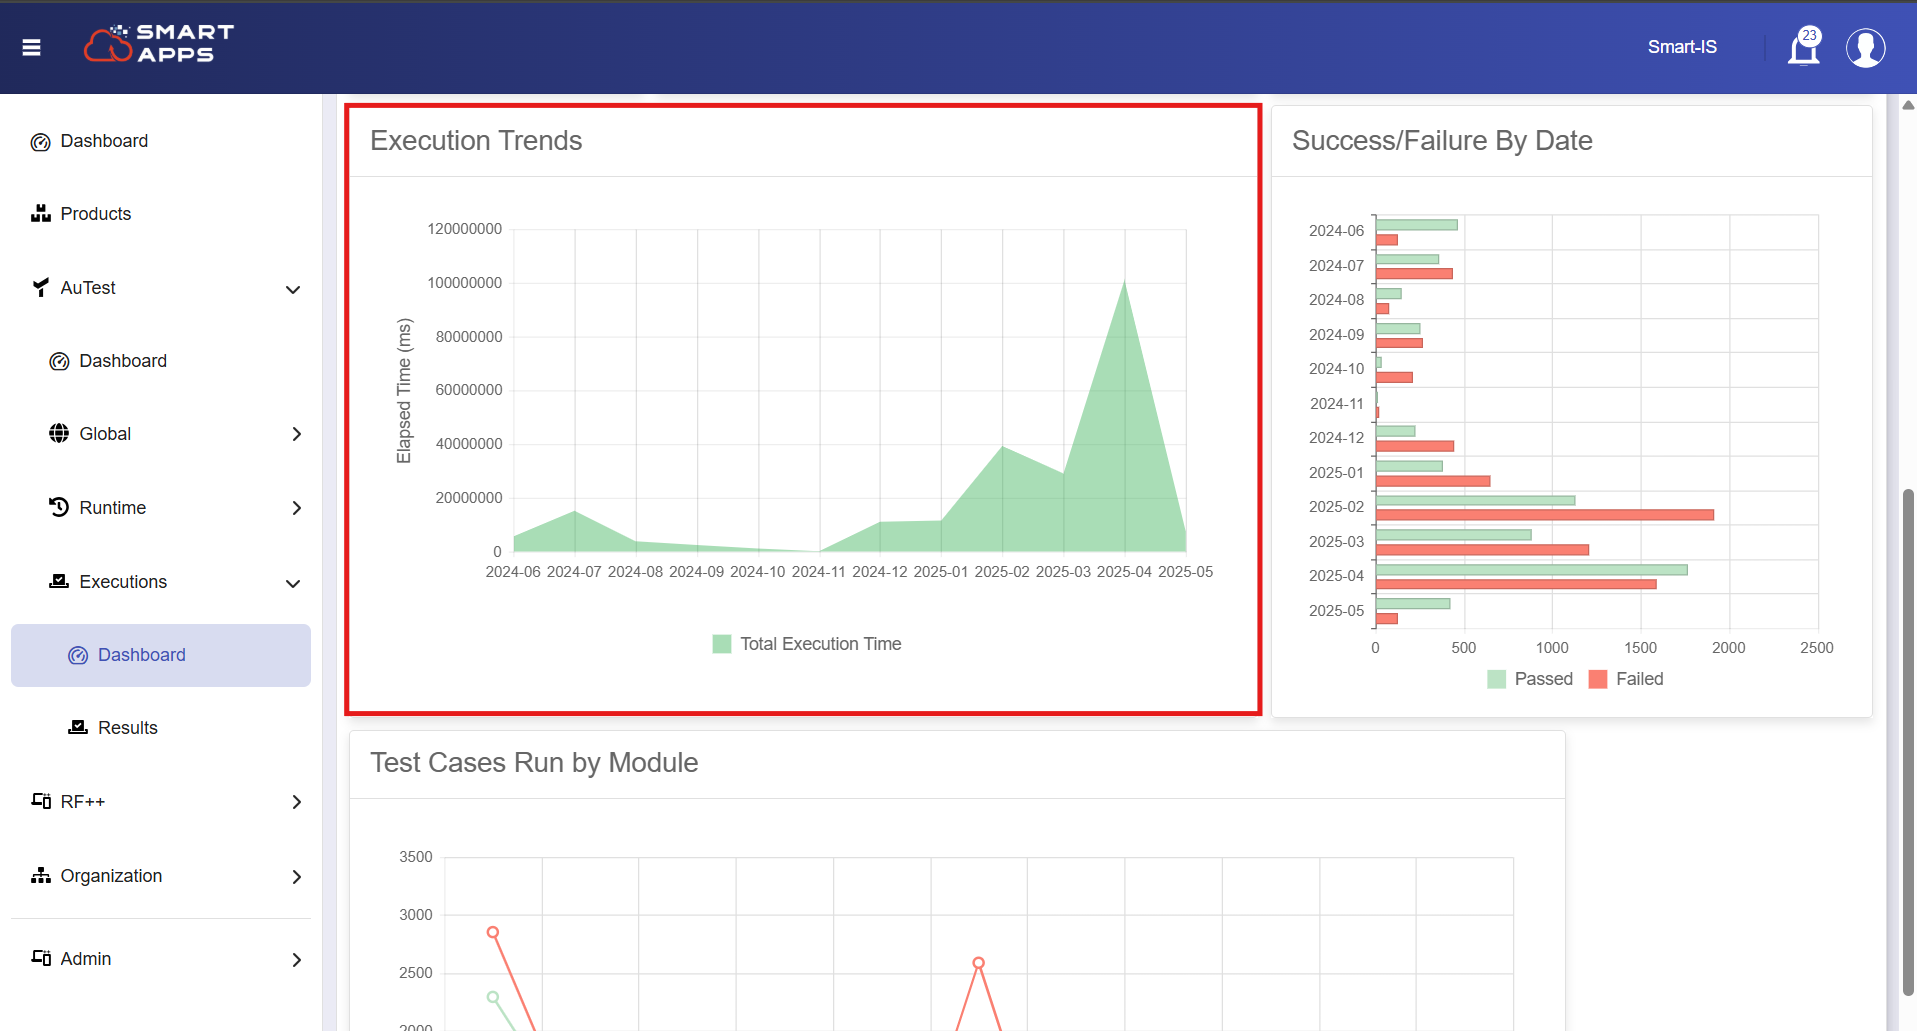 SMART
APPS
Smart-IS
23
Dashboard
Products
AuTest
Dashboard
Global
Runtime
Executions
Dashboard
Results
RF++
Organization
Admin
Execution Trends
Elapsed Time (ms)
120000000
100000000
80000000
60000000
40000000
20000000
0
2024-06 2024-07 2024-08 2024-09 2024-10 2024-11 2024-12 2025-01 2025-02 2025-03 2025-04 2025-05
Total Execution Time
Success/Failure By Date
2024-06
2024-07
2024-08
2024-09
2024-10
2024-11
2024-12
2025-01
2025-02
2025-03
2025-04
2025-05
0 500 1000 1500 2000 2500
Passed Failed
Test Cases Run by Module
3500
3000
2500
2000